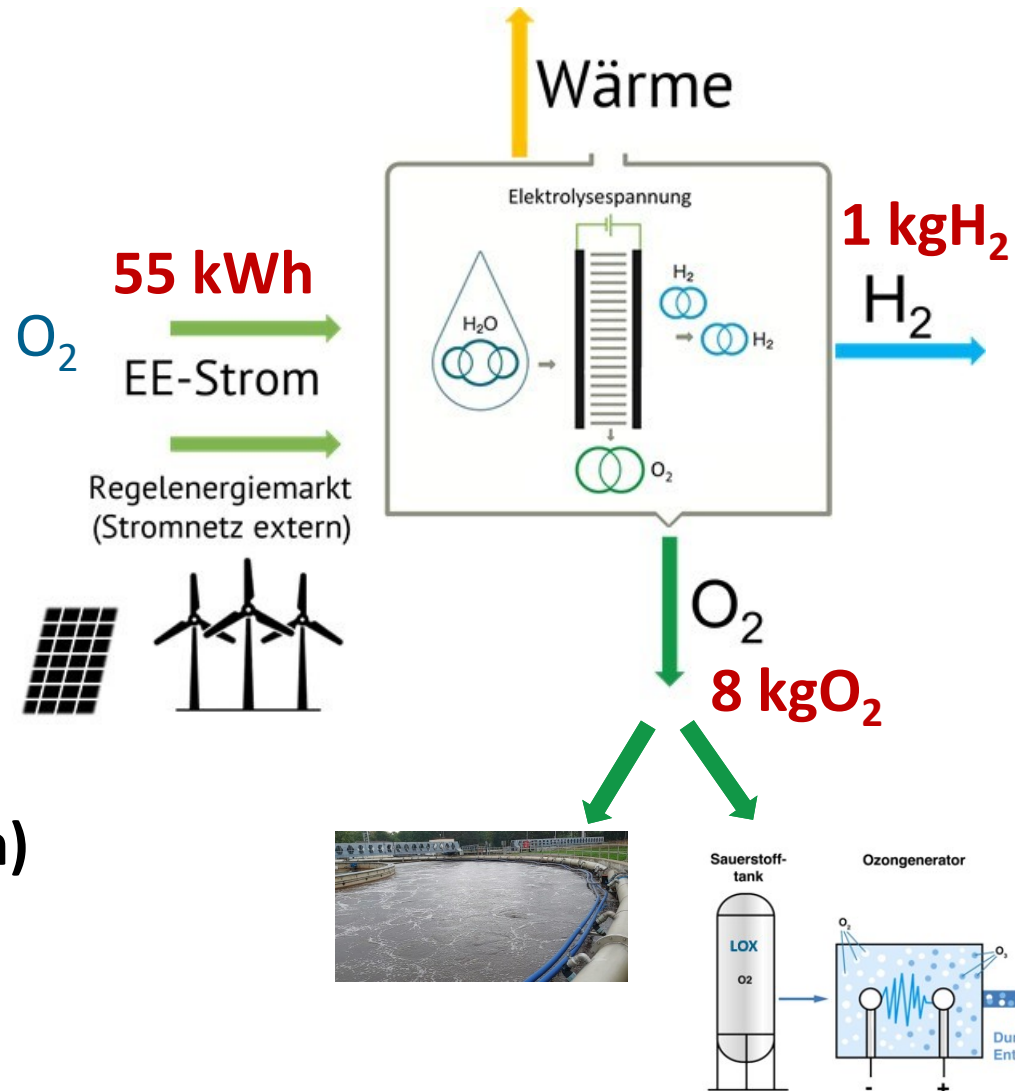 Wärme
Elektrolysespannung
1 kgH₂
H₂
55 kWh
O₂
EE-Strom
H₂O
H₂
H₂
O₂
Regelenergiemarkt
(Stromnetz extern)
O₂
8 kgO₂
)
Sauerstoff-
tank
LOX
O2
Ozongenerator
O₂
O₃
- +